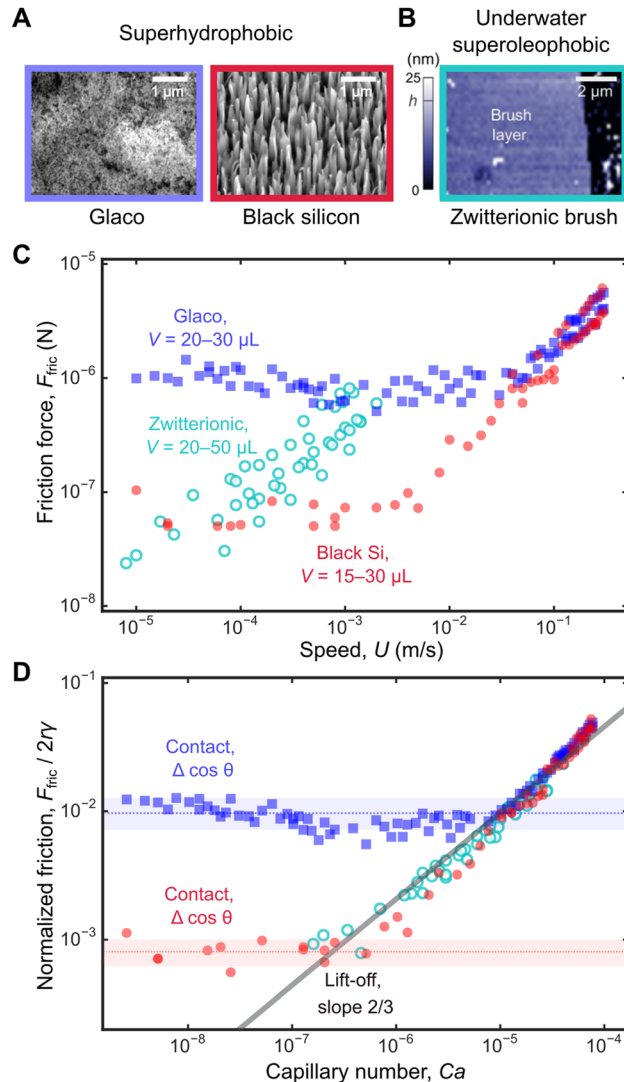 A
Superhydrophobic
1 µm
1 µm
Glaco
Black silicon
B
Underwater
superoleophobic
(nm)
25
h
0
2 µm
Brush
layer
Zwitterionic brush
C
Friction force, F_fric (N)
10⁻⁵
10⁻⁶
10⁻⁷
10⁻⁸
Glaco,
V = 20–30 µL
Zwitterionic,
V = 20–50 µL
Black Si,
V = 15–30 µL
10⁻⁵
10⁻⁴
10⁻³
10⁻²
10⁻¹
Speed, U (m/s)
D
Normalized friction, F_fric / 2rγ
10⁻¹
10⁻²
10⁻³
Contact,
Δ cos θ
Contact,
Δ cos θ
Lift-off,
slope 2/3
10⁻⁸
10⁻⁷
10⁻⁶
10⁻⁵
10⁻⁴
Capillary number, Ca